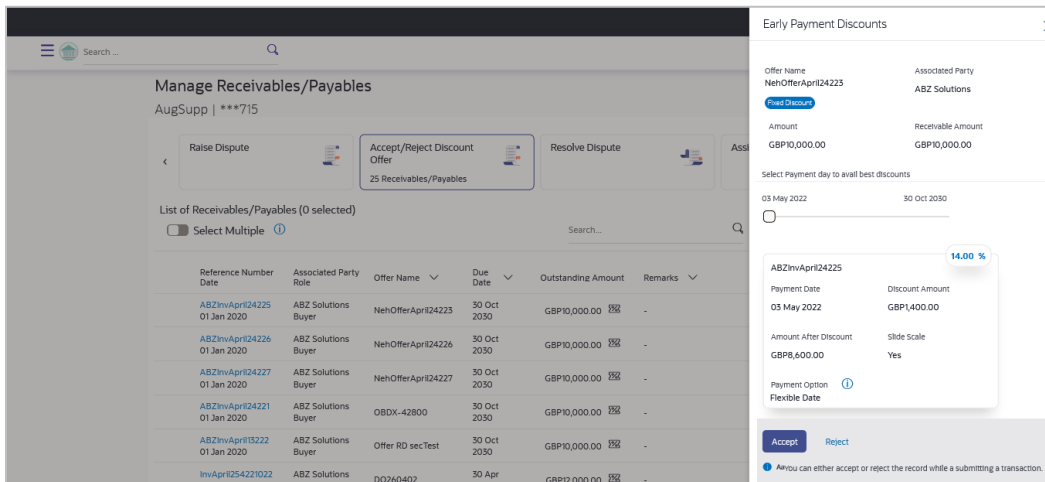 Early Payment Discounts
Search ...
Manage Receivables/Payables
AugSupp | ***715
Raise Dispute
Accept/Reject Discount Offer
25 Receivables/Payables
Resolve Dispute
List of Receivables/Payables (0 selected)
Select Multiple
Search...
Reference Number Date
Associated Party Role
Offer Name
Due Date
Outstanding Amount
Remarks
ABZInvApril24225 ABZ Solutions NehOfferApril24223 30 Oct GBP10,000.00 -
01 Jan 2020 Buyer 2030
ABZInvApril24226 ABZ Solutions NehOfferApril24226 30 Oct GBP10,000.00 -
01 Jan 2020 Buyer 2030
ABZInvApril24227 ABZ Solutions NehOfferApril24227 30 Oct GBP10,000.00 -
01 Jan 2020 Buyer 2030
ABZInvApril24221 ABZ Solutions OBDX-42800 30 Oct GBP10,000.00 -
01 Jan 2020 Buyer 2030
ABZInvApril13222 ABZ Solutions Offer RD secTest 30 Oct GBP10,000.00 -
01 Jan 2020 Buyer 2030
InvApril254221022 ABZ Solutions DO260402 30 Apr GBP12,000.00
Offer Name Associated Party
NehOfferApril24223 ABZ Solutions
Fixed Discount
Amount Receivable Amount
GBP10,000.00 GBP10,000.00
Select Payment day to avail best discounts
03 May 2022 30 Oct 2030
14.00 %
ABZInvApril24225
Payment Date Discount Amount
03 May 2022 GBP1,400.00
Amount After Discount Slide Scale
GBP8,600.00 Yes
Payment Option
Flexible Date
Accept Reject
You can either accept or reject the record while a submitting a transaction.